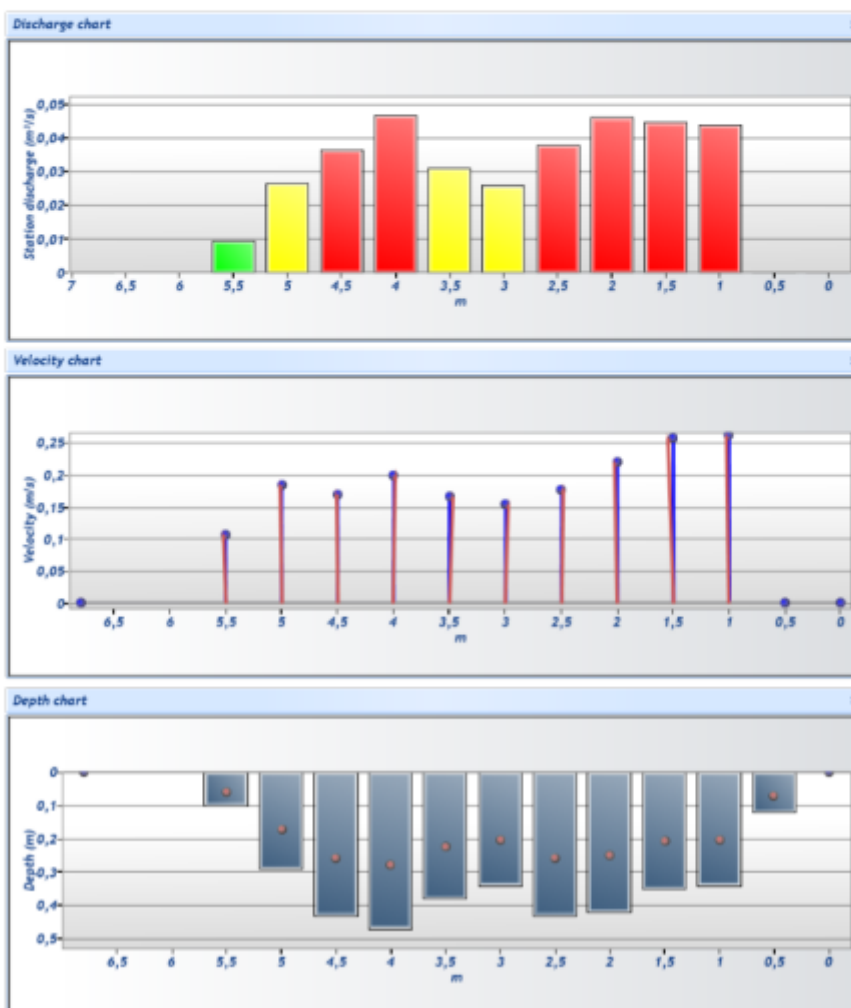 Discharge chart
Station discharge (m³/s)
0,05
0,04
0,03
0,02
0,01
0
7 6,5 6 5,5 5 4,5 4 3,5 3 2,5 2 1,5 1 0,5 0
m
Velocity chart
Velocity (m/s)
0,25
0,2
0,15
0,1
0,05
0
6,5 6 5,5 5 4,5 4 3,5 3 2,5 2 1,5 1 0,5 0
m
Depth chart
Depth (m)
0
0,1
0,2
0,3
0,4
0,5
6,5 6 5,5 5 4,5 4 3,5 3 2,5 2 1,5 1 0,5 0
m